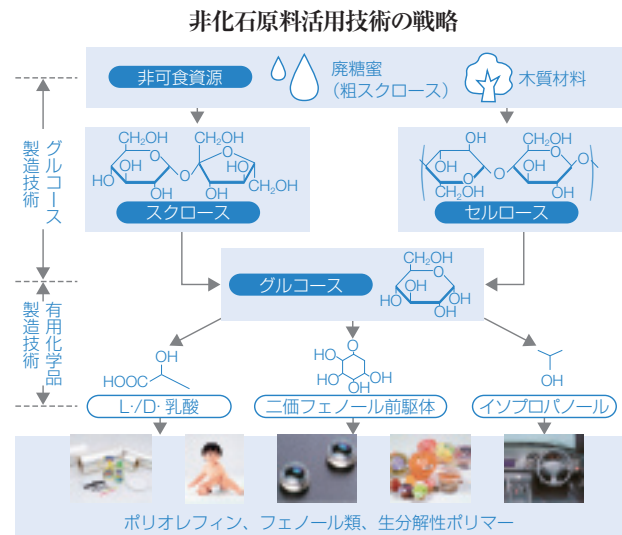 非化石原料活用技術の戦略
非可食資源
廃糖蜜
(粗スクロース)
木質材料
グルコース
製造技術
CH₂OH
O
OH
HO
OH
O
CH₂OH
O
HO
OH
CH₂OH
スクロース
OH
OH
O
CH₂OH
O
CH₂OH
O
OH
OH
O
セルロース
グルコース
CH₂OH
O
OH
HO
OH
OH
有用化学品
製造技術
OH
HOOC
L-/D-乳酸
O
HO
HO
OH
OH
二価フェノール前駆体
OH
イソプロパノール
ポリオレフィン、フェノール類、生分解性ポリマー